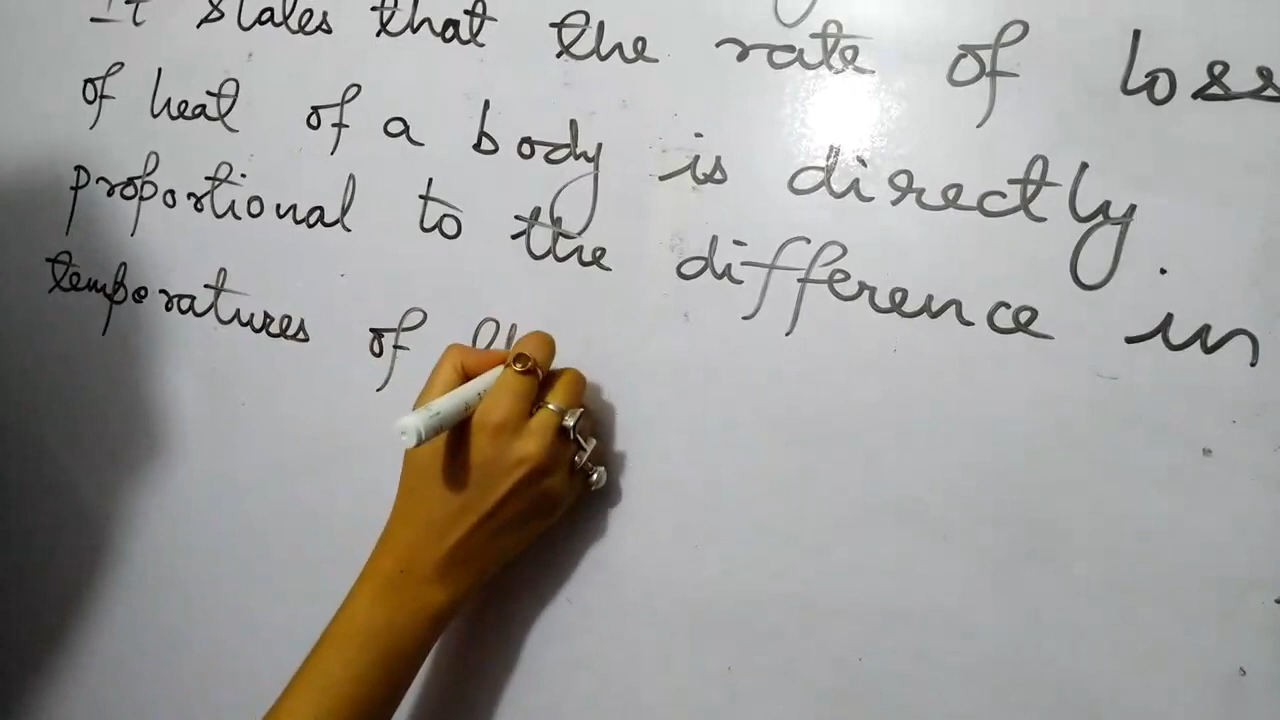 It states that the rate of loss
of heat of a body is directly
proportional to the difference in
temperatures of